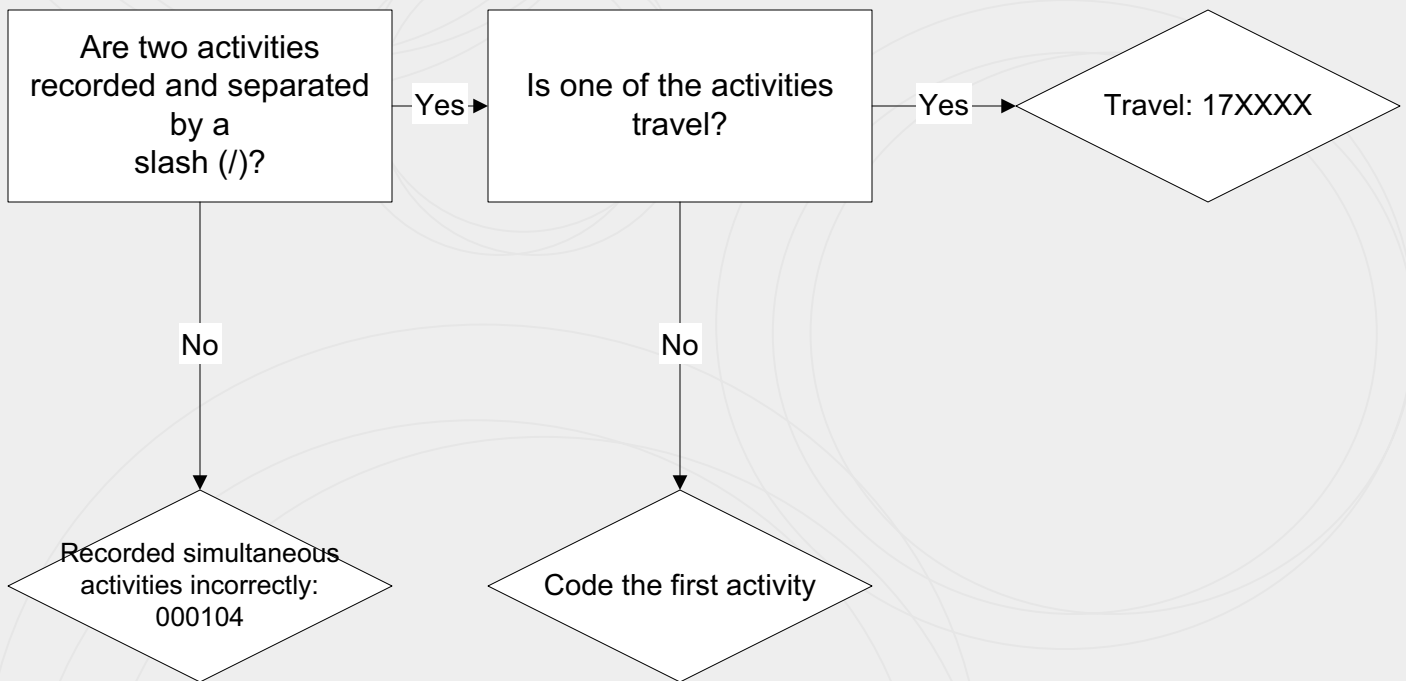 Are two activities
recorded and separated
by a
slash (/)?
Yes
Is one of the activities
travel?
Yes
Travel: 17XXXX
No
No
Recorded simultaneous
activities incorrectly:
000104
Code the first activity